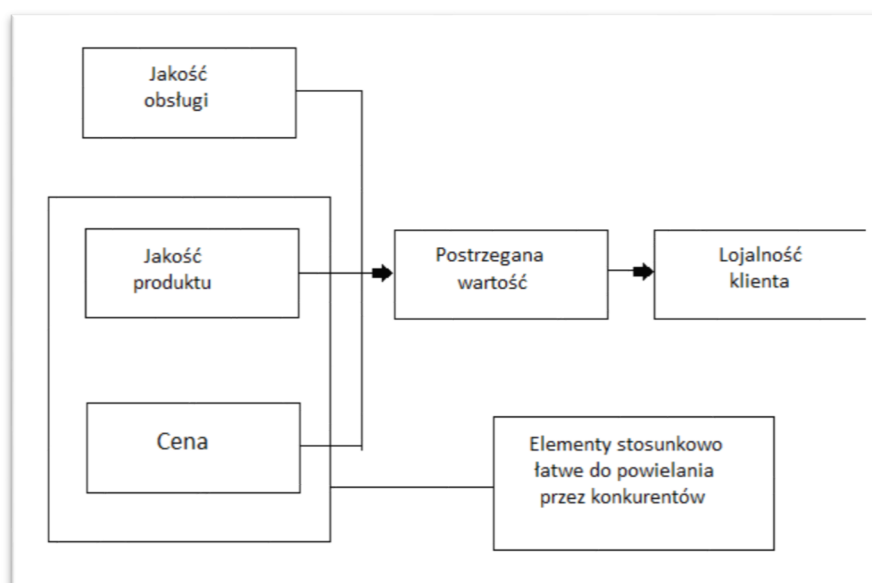 Jakość
obsługi
Jakość
produktu
Postrzegana
wartość
Lojalność
klienta
Cena
Elementy stosunkowo
łatwe do powielania
przez konkurentów